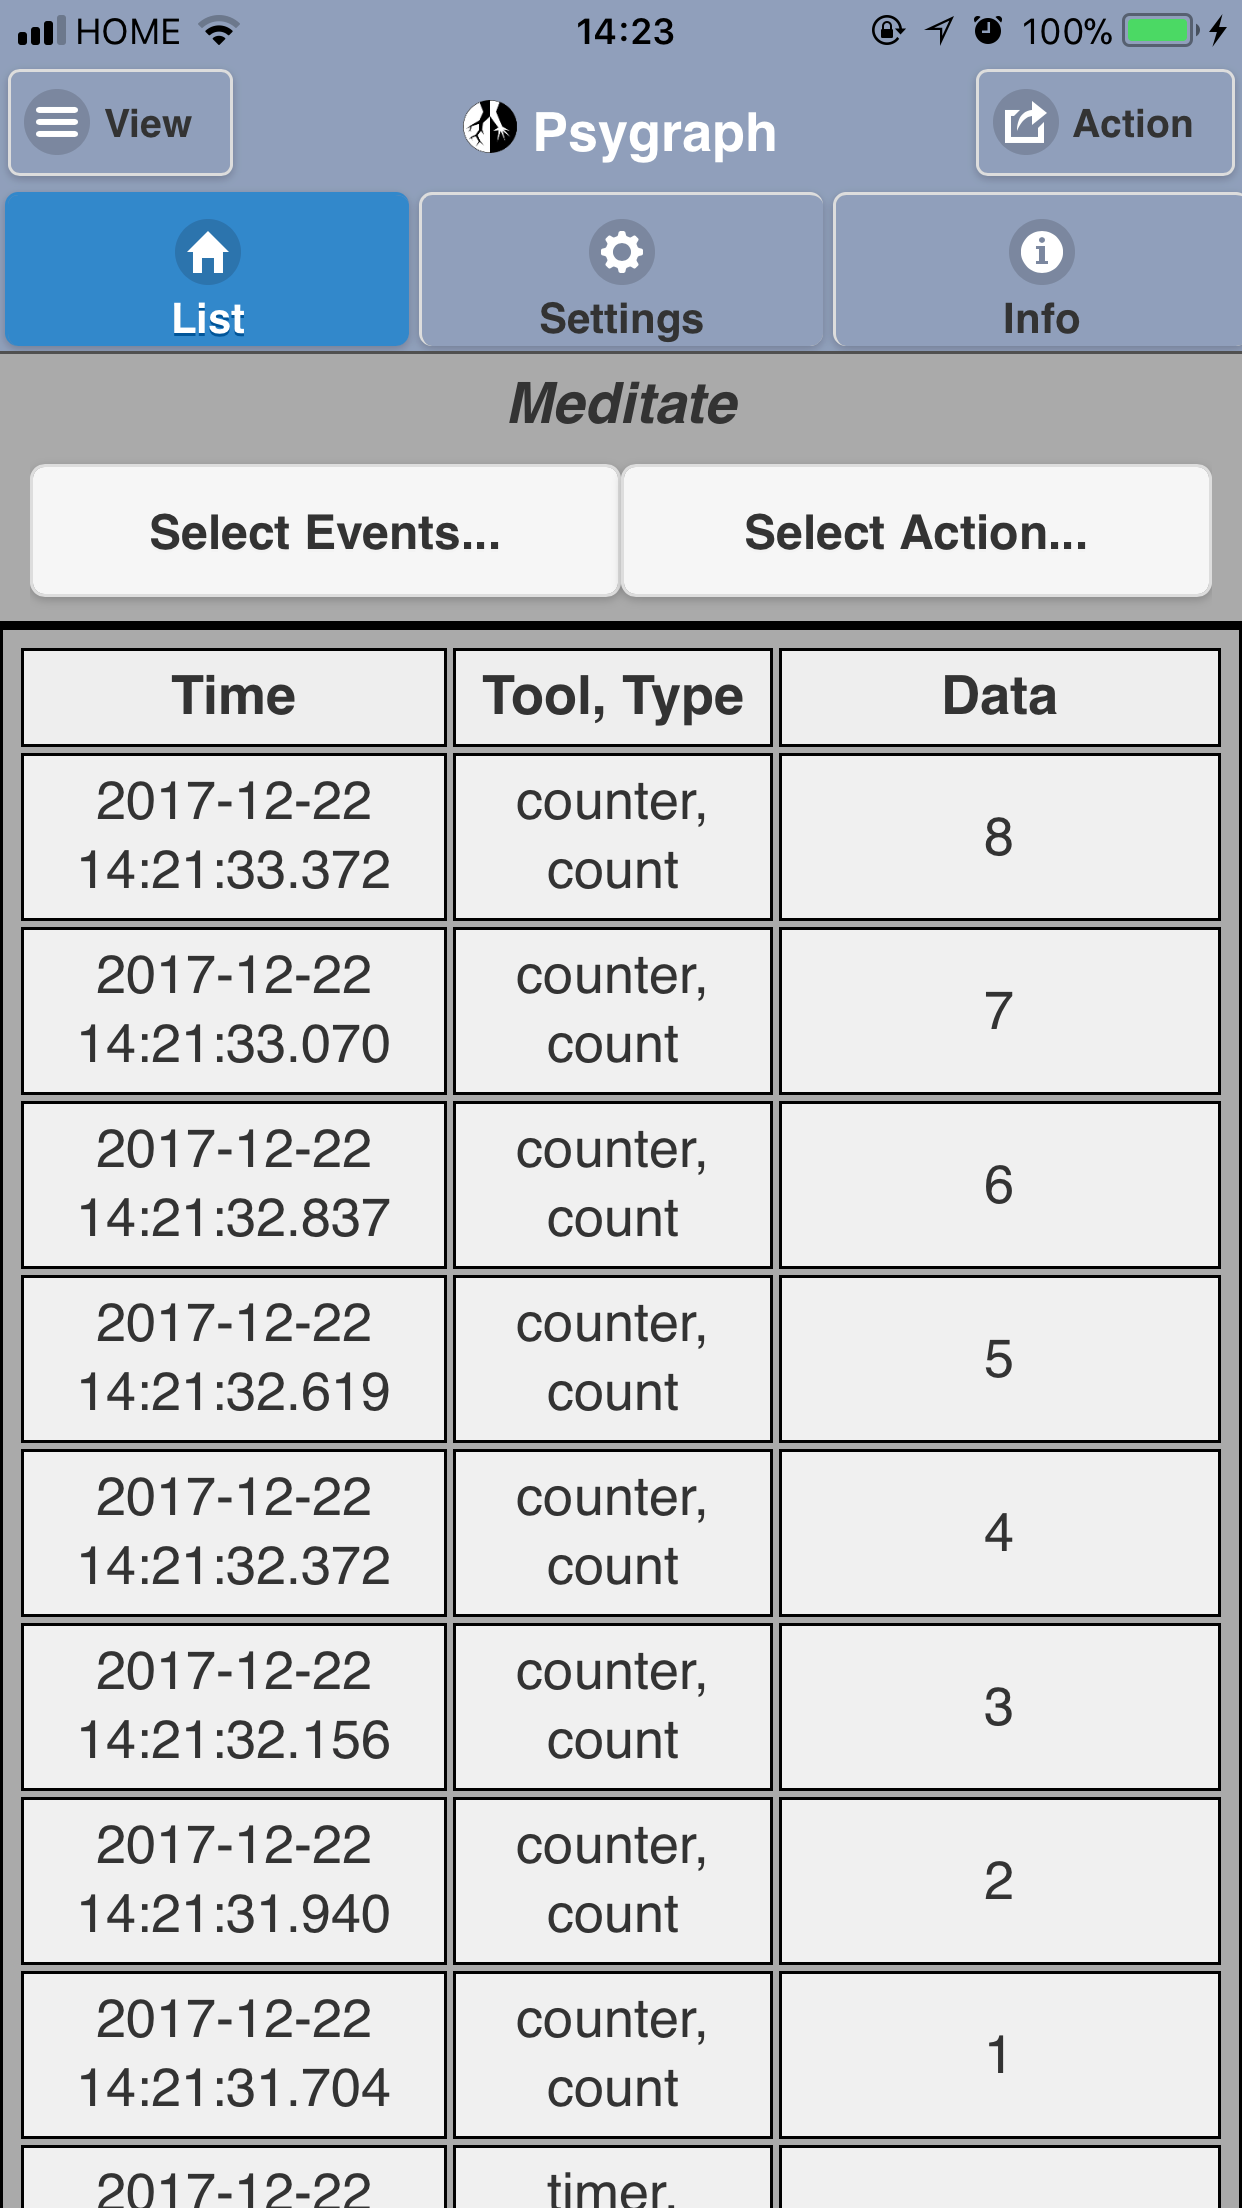 HOME 14:23 100%
View Psygraph Action
List Settings Info
Meditate
Select Events... Select Action...
Time Tool, Type Data
2017-12-22 counter,
14:21:33.372 count 8
2017-12-22 counter,
14:21:33.070 count 7
2017-12-22 counter,
14:21:32.837 count 6
2017-12-22 counter,
14:21:32.619 count 5
2017-12-22 counter,
14:21:32.372 count 4
2017-12-22 counter,
14:21:32.156 count 3
2017-12-22 counter,
14:21:31.940 count 2
2017-12-22 counter,
14:21:31.704 count 1
2017-12-22 timer,